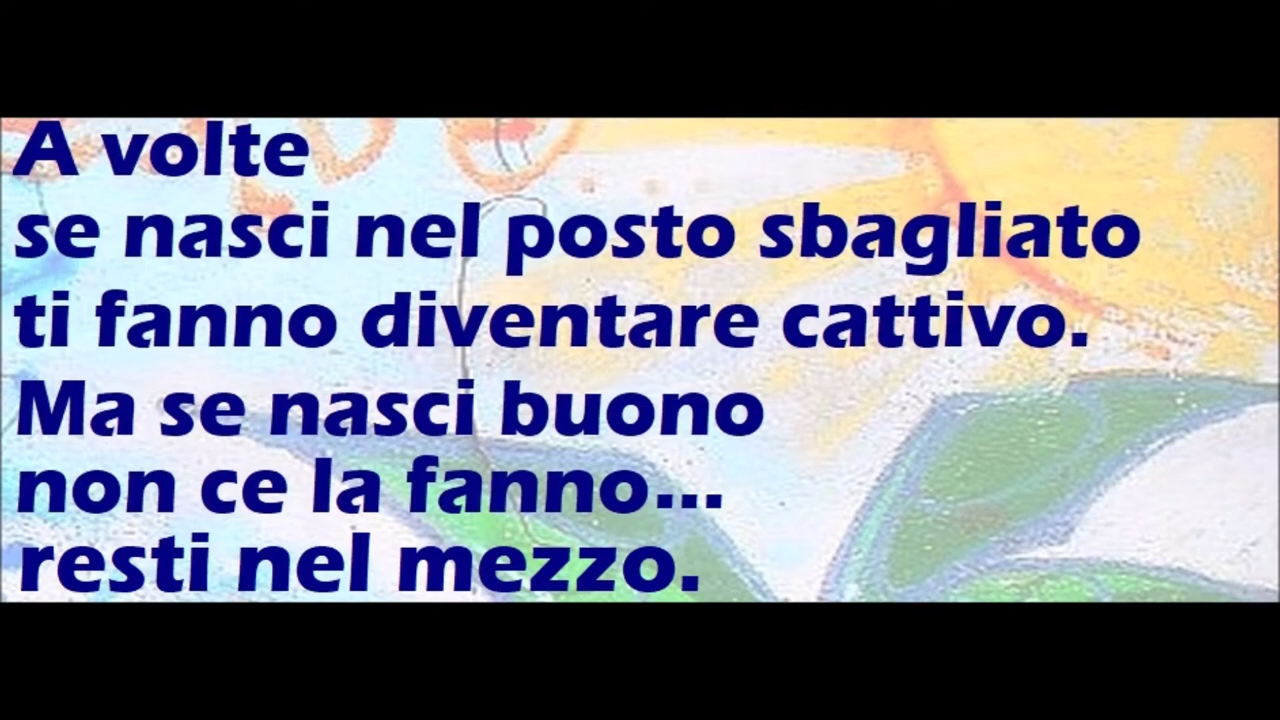 A volte
se nasci nel posto sbagliato
ti fanno diventare cattivo.
Ma se nasci buono
non ce la fanno...
resti nel mezzo.